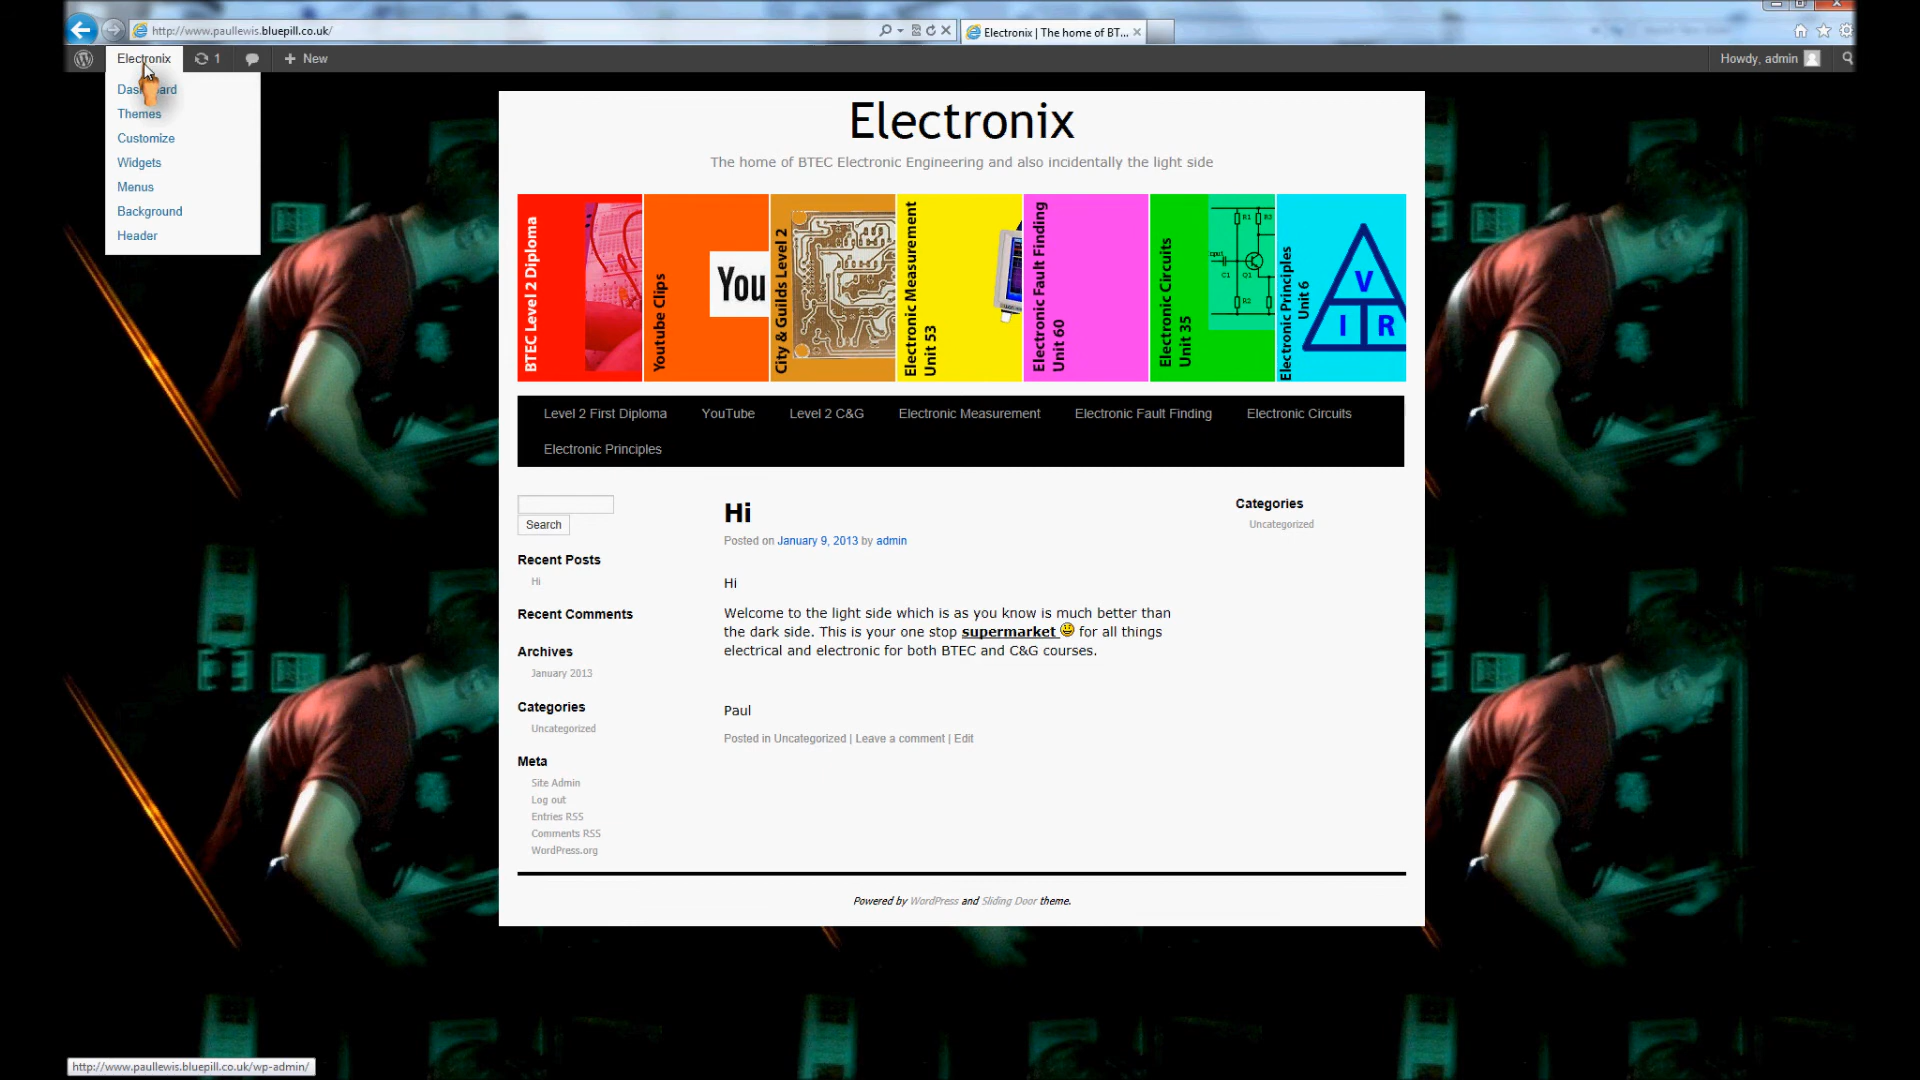 http://www.paullewis.bluepill.co.uk/
Electronix | The home of BT...
Electronix
1
New
Howdy, admin
Dashboard
Themes
Customize
Widgets
Menus
Background
Header
Electronix
The home of BTEC Electronic Engineering and also incidentally the light side
BTEC Level 2 Diploma
Youtube Clips
You
City & Guilds Level 2
Electronic Measurement
Unit 53
Electronic Fault Finding
Unit 60
Electronic Circuits
Unit 35
R1
R3
C1
Q1
R2
Electronic Principles
Unit 6
V
I R
Level 2 First Diploma YouTube Level 2 C&G Electronic Measurement Electronic Fault Finding Electronic Circuits
Electronic Principles
Search
Recent Posts
Hi
Recent Comments
Archives
January 2013
Categories
Uncategorized
Meta
Site Admin
Log out
Entries RSS
Comments RSS
WordPress.org
Hi
Posted on January 9, 2013 by admin
Hi
Welcome to the light side which is as you know is much better than
the dark side. This is your one stop supermarket for all things
electrical and electronic for both BTEC and C&G courses.
Paul
Posted in Uncategorized | Leave a comment | Edit
Categories
Uncategorized
Powered by WordPress and Sliding Door theme.
http://www.paullewis.bluepill.co.uk/wp-admin/